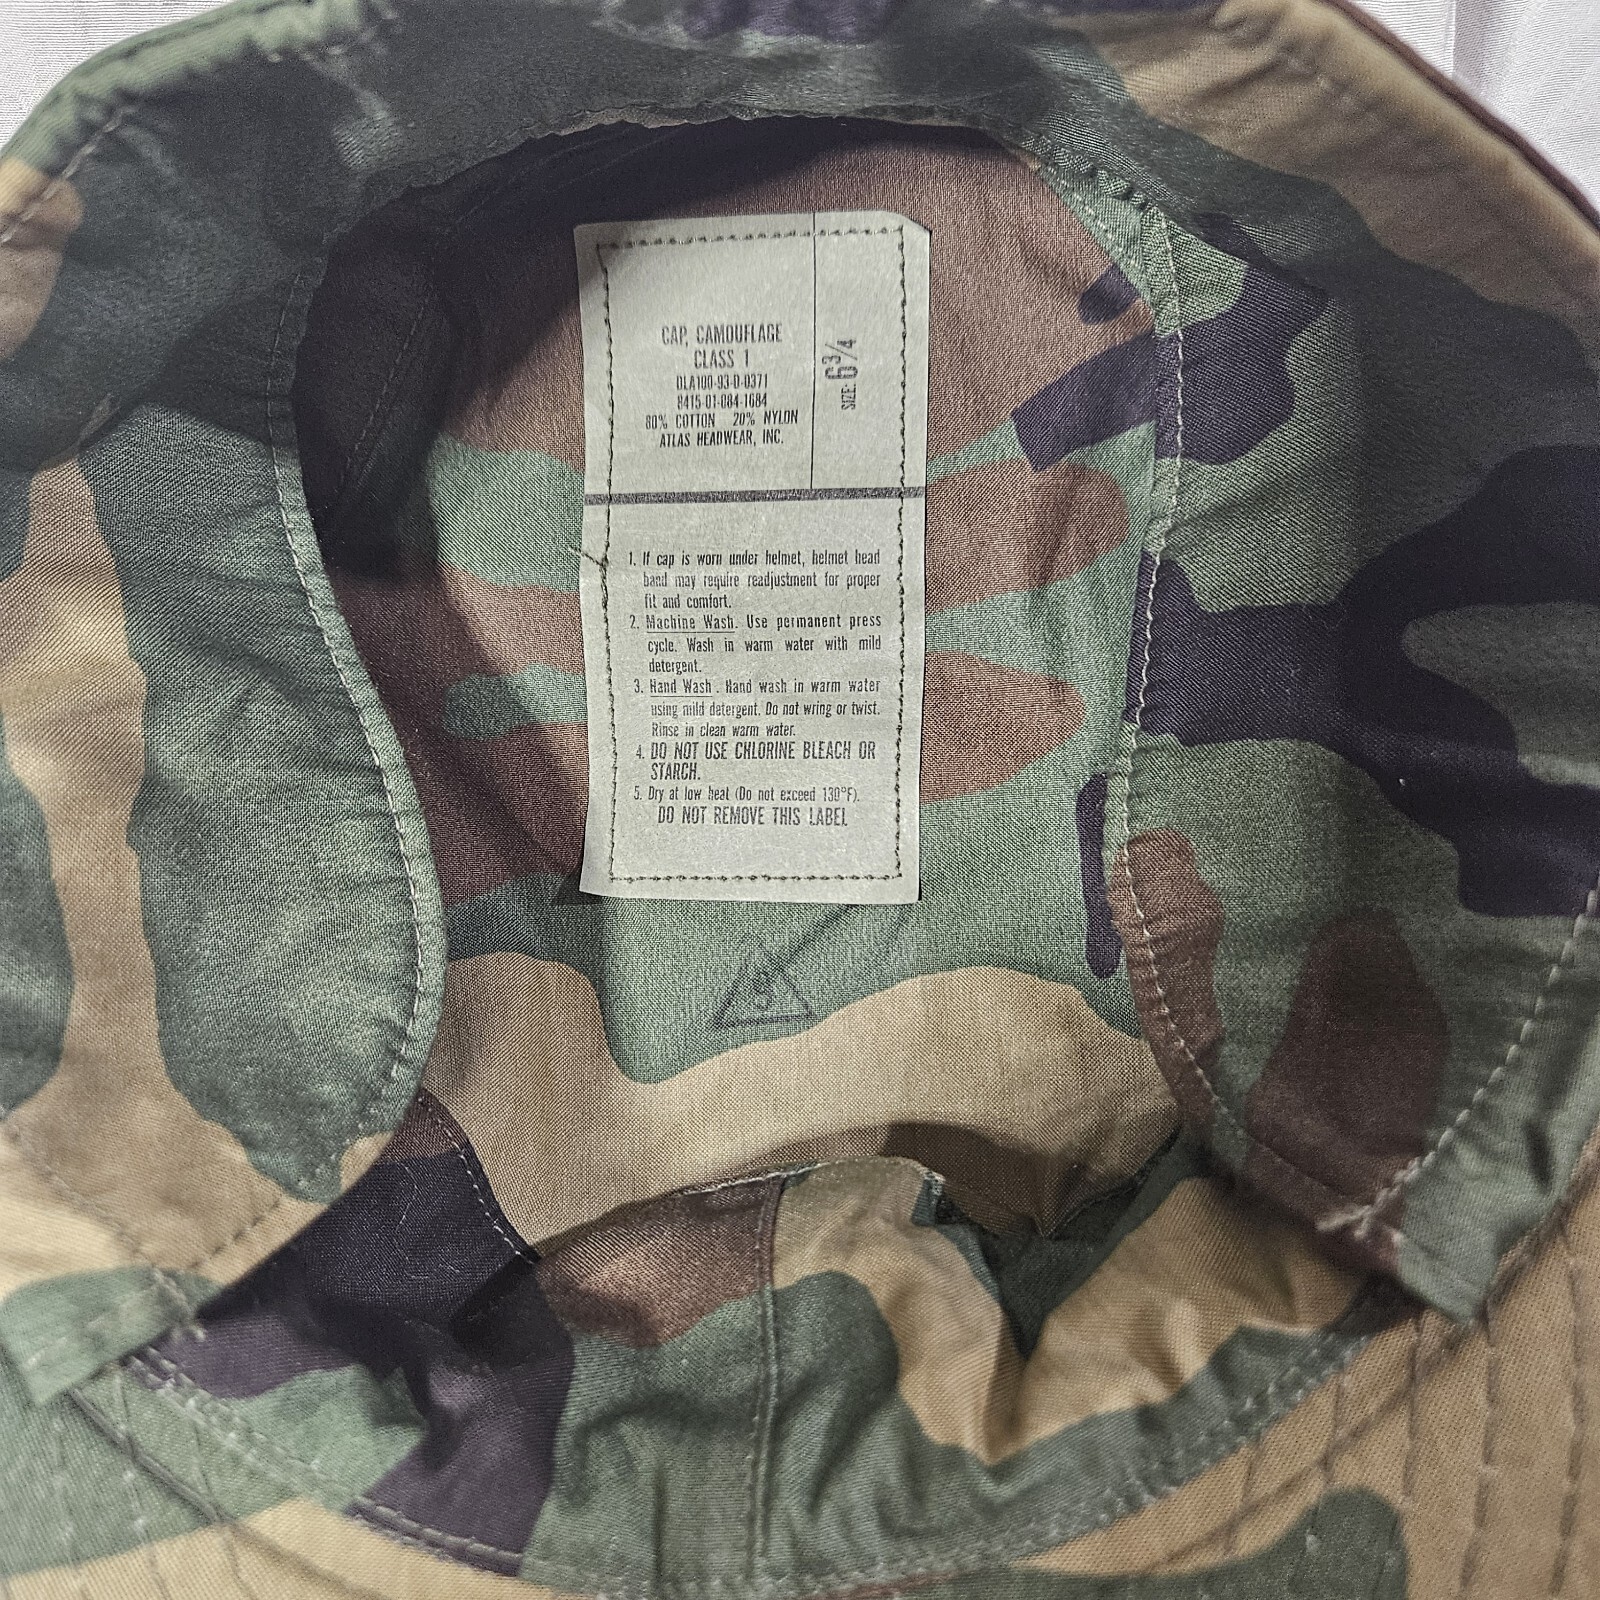 CAP, CAMOUFLAGE
CLASS 1
DLA100-93-D-0371
8415-01-084-1684
80% COTTON 20% NYLON
ATLAS HEADWEAR, INC.
SIZE: 6 3/4
1. If cap is worn under helmet, helmet head
band may require readjustment for proper
fit and comfort.
2. Machine Wash. Use permanent press
cycle. Wash in warm water with mild
detergent.
3. Hand Wash. Hand wash in warm water
using mild detergent. Do not wring or twist.
Rinse in clean warm water.
4. DO NOT USE CHLORINE BLEACH OR
STARCH.
5. Dry at low heat (Do not exceed 130°F).
DO NOT REMOVE THIS LABEL